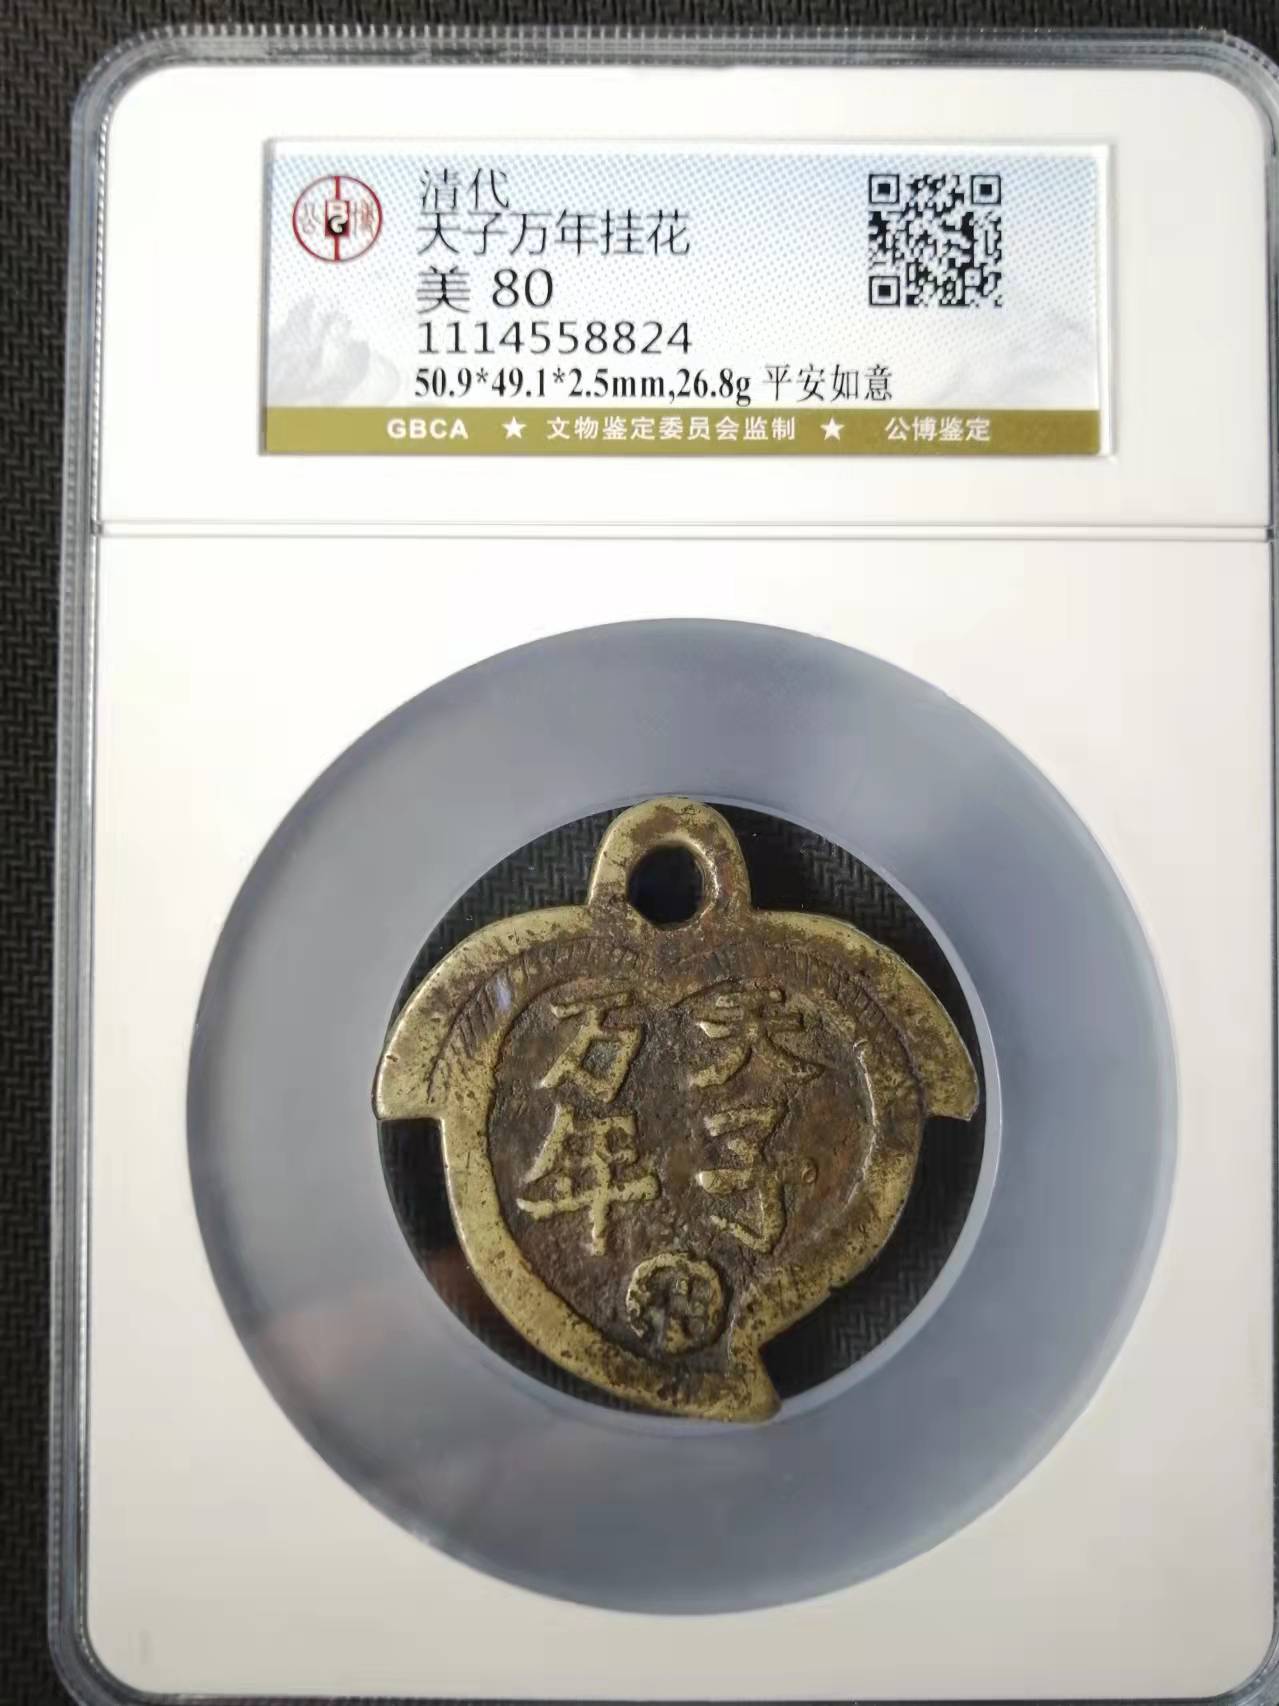 公博
清代
天子万年挂花
美 80
1114558824
50.9*49.1*2.5mm,26.8g 平安如意
GBCA ★ 文物鉴定委员会监制 ★ 公博鉴定
天子
万年